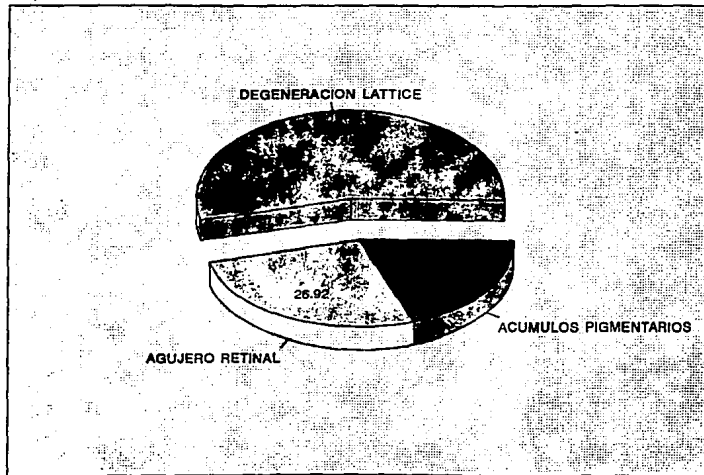 DEGENERACION LATTICE
26.92
ACUMULOS PIGMENTARIOS
AGUJERO RETINAL